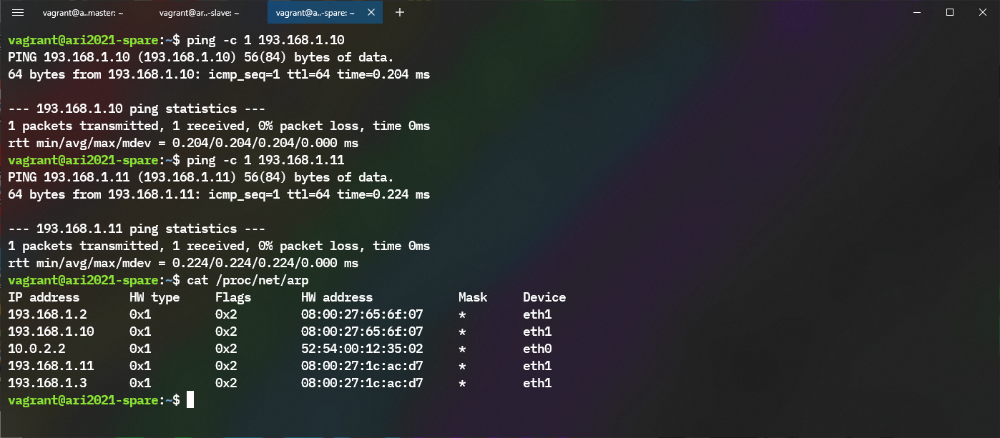 vagrant@a..master: ~ vagrant@ar..-slave: ~ vagrant@a..-spare: ~
vagrant@ari2021-spare:~$ ping -c 1 193.168.1.10
PING 193.168.1.10 (193.168.1.10) 56(84) bytes of data.
64 bytes from 193.168.1.10: icmp_seq=1 ttl=64 time=0.204 ms
--- 193.168.1.10 ping statistics ---
1 packets transmitted, 1 received, 0% packet loss, time 0ms
rtt min/avg/max/mdev = 0.204/0.204/0.204/0.000 ms
vagrant@ari2021-spare:~$ ping -c 1 193.168.1.11
PING 193.168.1.11 (193.168.1.11) 56(84) bytes of data.
64 bytes from 193.168.1.11: icmp_seq=1 ttl=64 time=0.224 ms
--- 193.168.1.11 ping statistics ---
1 packets transmitted, 1 received, 0% packet loss, time 0ms
rtt min/avg/max/mdev = 0.224/0.224/0.224/0.000 ms
vagrant@ari2021-spare:~$ cat /proc/net/arp
IP address HW type Flags HW address Mask Device
193.168.1.2 0x1 0x2 08:00:27:65:6f:07 * eth1
193.168.1.10 0x1 0x2 08:00:27:65:6f:07 * eth1
10.0.2.2 0x1 0x2 52:54:00:12:35:02 * eth0
193.168.1.11 0x1 0x2 08:00:27:1c:ac:d7 * eth1
193.168.1.3 0x1 0x2 08:00:27:1c:ac:d7 * eth1
vagrant@ari2021-spare:~$